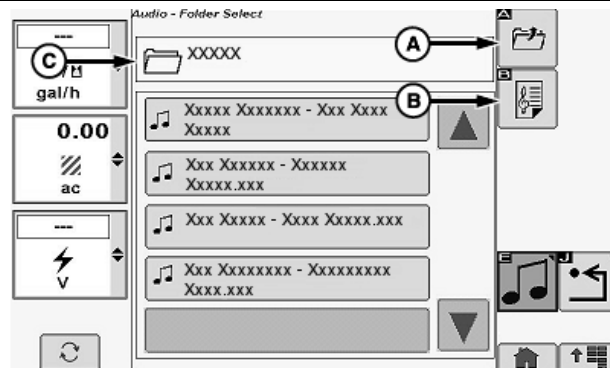 Audio - Folder Select
---
gal/h
0.00
ac
---
V
C
XXXXX
A
B
Xxxxx Xxxxxxx - Xxx Xxxx
Xxxxx
Xxx Xxxxxx - Xxxxxx
Xxxxx.xxx
Xxx Xxxxx - Xxxx Xxxxx.xxx
Xxx Xxxxxxxx - Xxxxxxxxx
Xxxx.xxx
A
B
E
J